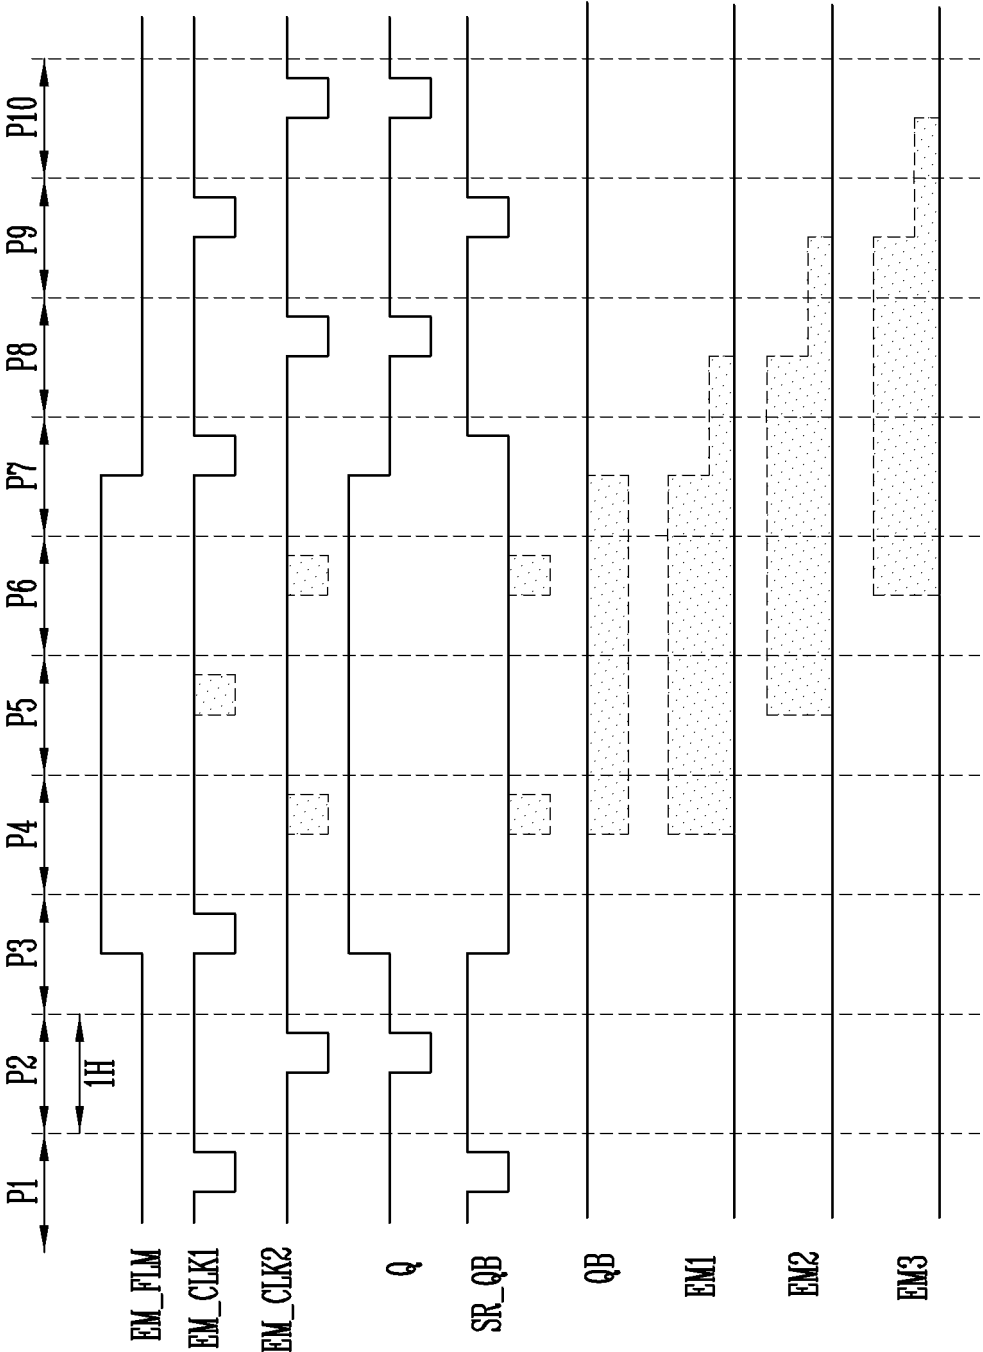 P1 P2 P3 P4 P5 P6 P7 P8 P9 P10
1H
EM_FLM
EM_CLK1
EM_CLK2
Q
SR_QB
QB
EM1
EM2
EM3